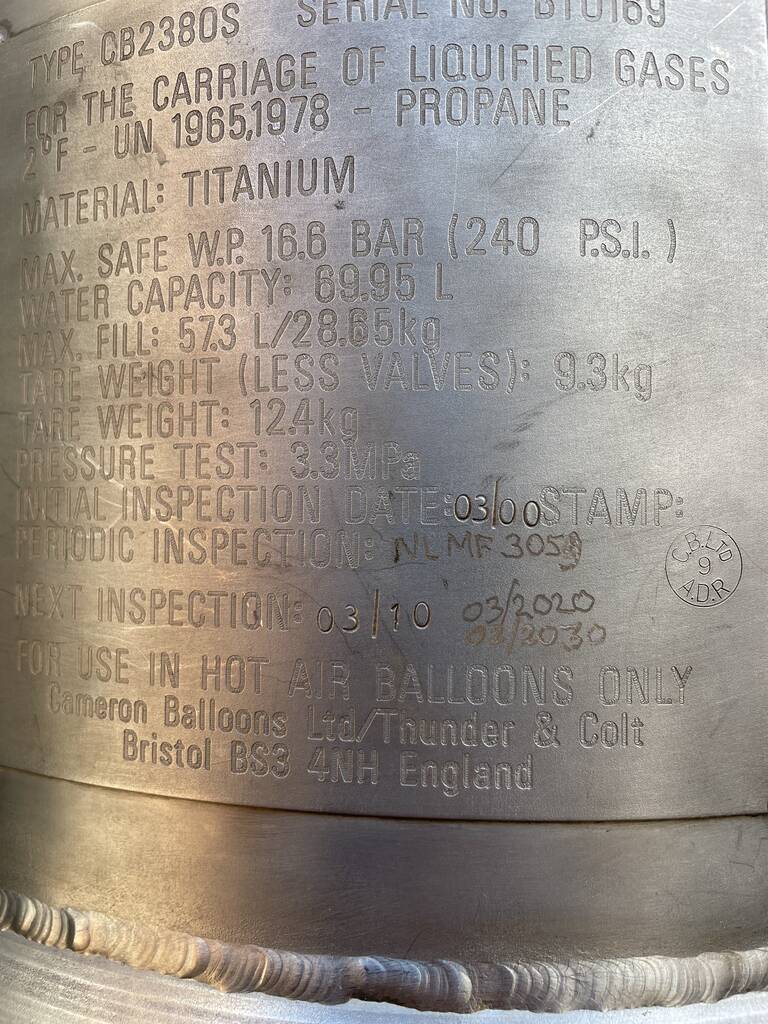 TYPE CB2380S SERIAL NO. BT0169
FOR THE CARRIAGE OF LIQUIFIED GASES
2°F - UN 1965,1978 - PROPANE
MATERIAL: TITANIUM
MAX. SAFE W.P. 16.6 BAR (240 P.S.I.)
WATER CAPACITY: 69.95 L
MAX. FILL: 57.3 L/28.65kg
TARE WEIGHT (LESS VALVES): 9.3kg
TARE WEIGHT: 12.4kg
PRESSURE TEST: 3.3MPa
INITIAL INSPECTION DATE: 03/00 STAMP:
PERIODIC INSPECTION: NLMF3059
C.B.LTD
9
A.D.R
NEXT INSPECTION: 03/10 03/2020
03/2030
FOR USE IN HOT AIR BALLOONS ONLY
Cameron Balloons Ltd/Thunder & Colt
Bristol BS3 4NH England